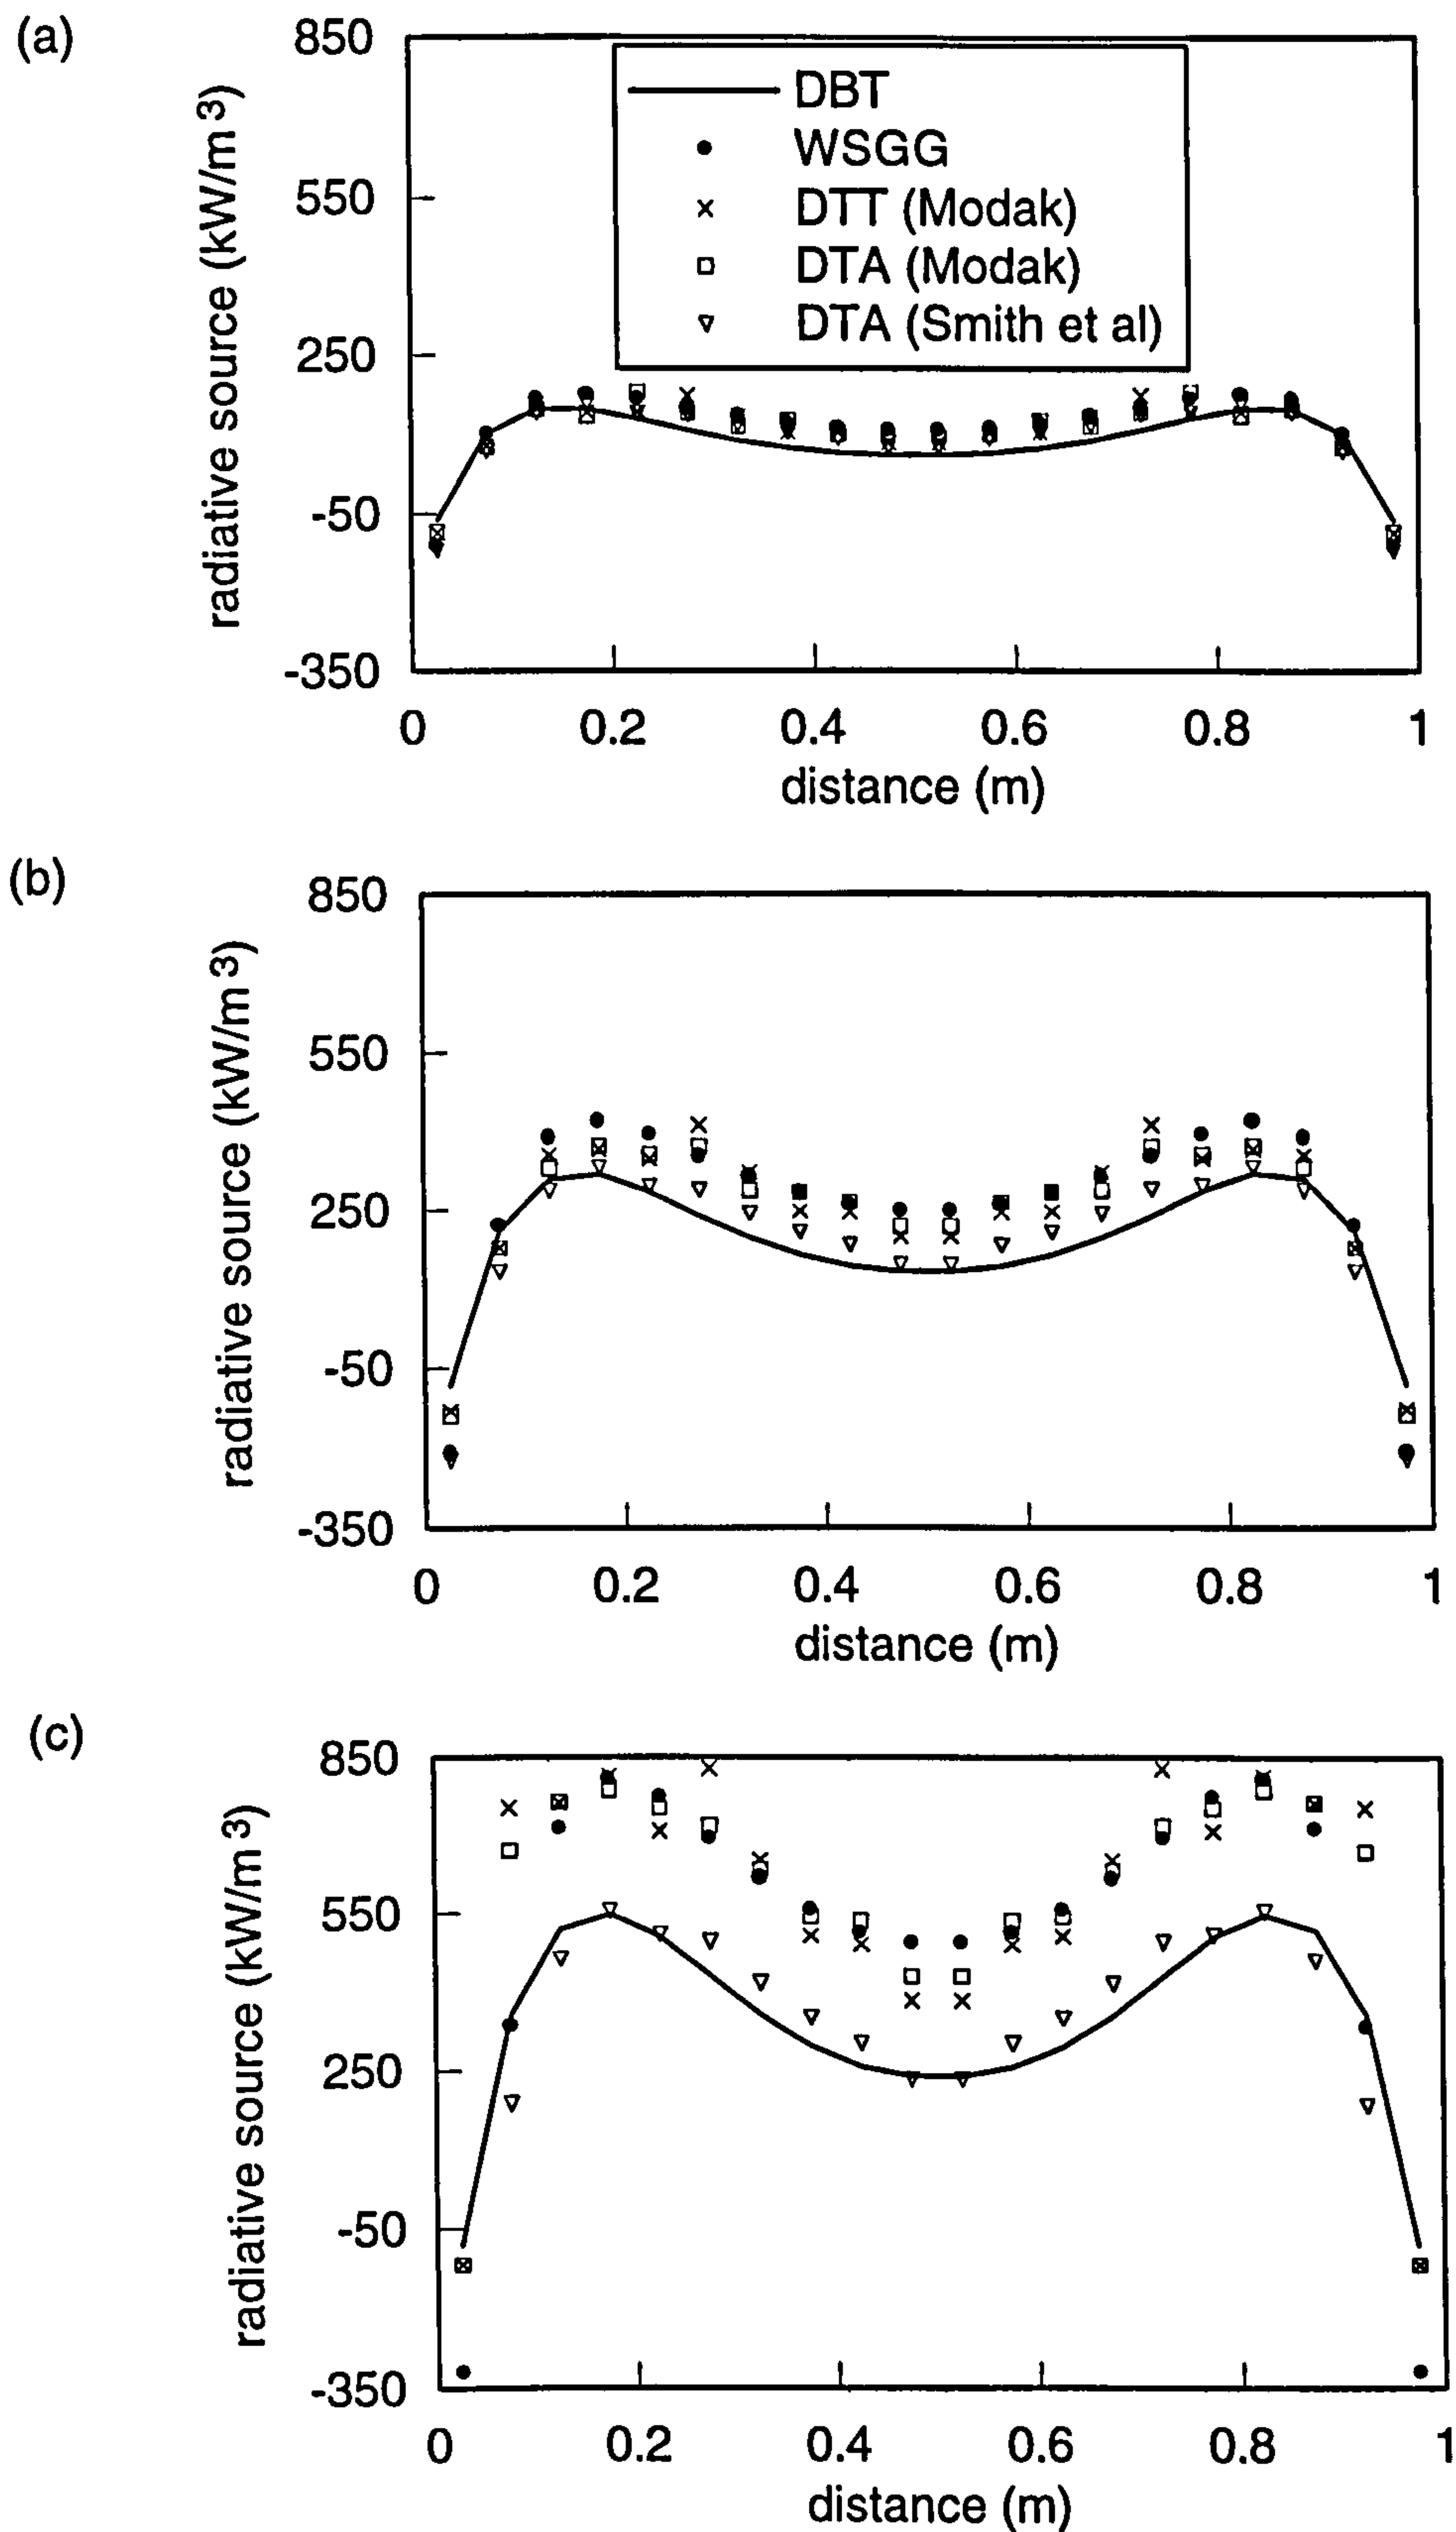 (a)
radiative source (kW/m³)
850
550
250
-50
-350
DBT
WSGG
DTT (Modak)
DTA (Modak)
DTA (Smith et al)
0 0.2 0.4 0.6 0.8 1
distance (m)
(b)
radiative source (kW/m³)
850
550
250
-50
-350
0 0.2 0.4 0.6 0.8 1
distance (m)
(c)
radiative source (kW/m³)
850
550
250
-50
-350
0 0.2 0.4 0.6 0.8 1
distance (m)